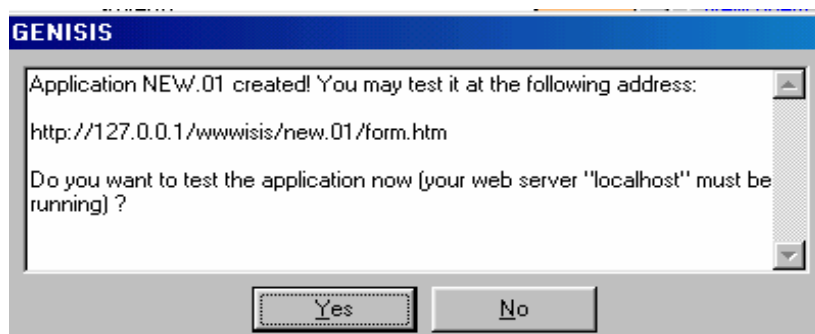 GENISIS
Application NEW.01 created! You may test it at the following address:
http://127.0.0.1/wwwisis/new.01/form.htm
Do you want to test the application now (your web server "localhost" must be
running) ?
Yes
No